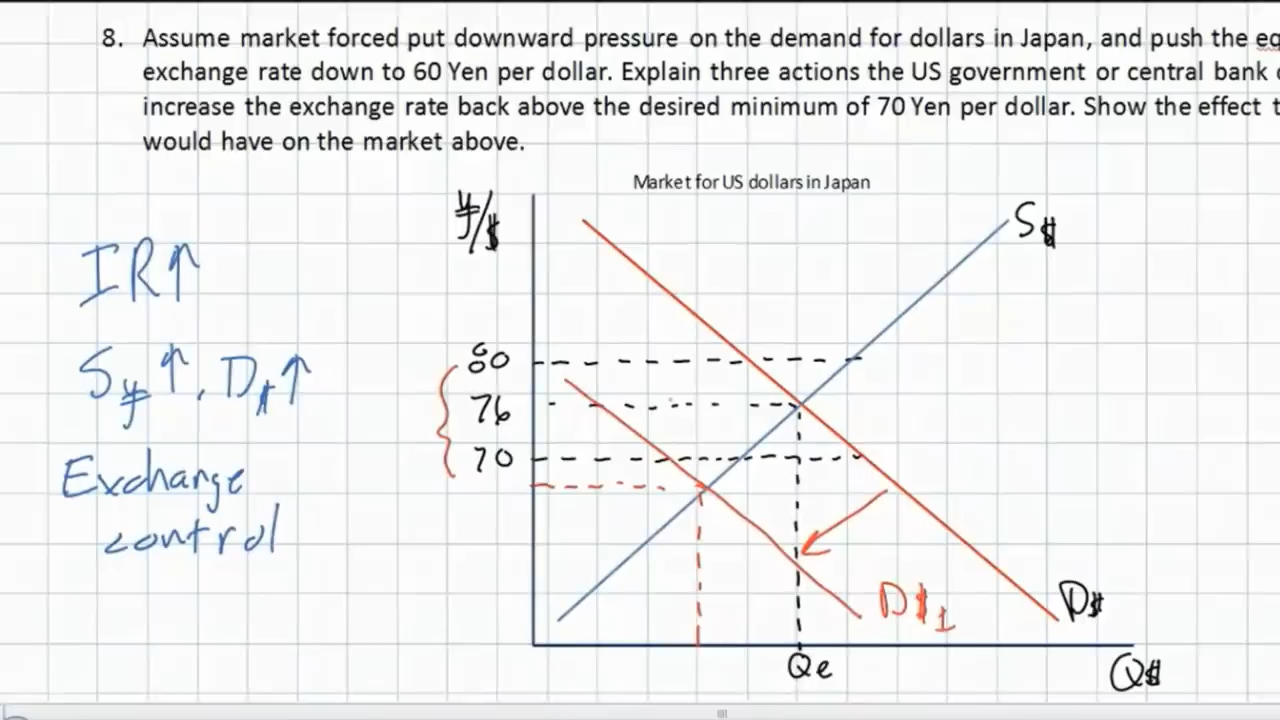 8. Assume market forced put downward pressure on the demand for dollars in Japan, and push the eq
exchange rate down to 60 Yen per dollar. Explain three actions the US government or central bank
increase the exchange rate back above the desired minimum of 70 Yen per dollar. Show the effect t
would have on the market above.
Market for US dollars in Japan
¥/$
S$
IR↑
80
S¥↑, D$↑
76
70
Exchange
control
D$1
D$
Qe
Q$